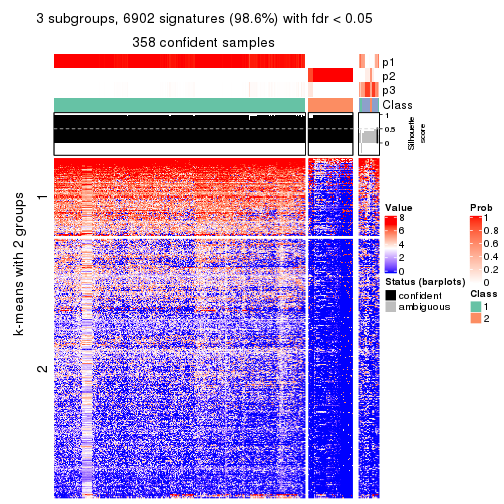 3 subgroups, 6902 signatures (98.6%) with fdr < 0.05
358 confident samples
p1
p2
p3
Class
1
0.5
0
Silhouette
score
k-means with 2 groups
1
2
Value
8
6
4
2
0
Status (barplots)
confident
ambiguous
Prob
1
0.8
0.6
0.4
0.2
0
Class
1
2